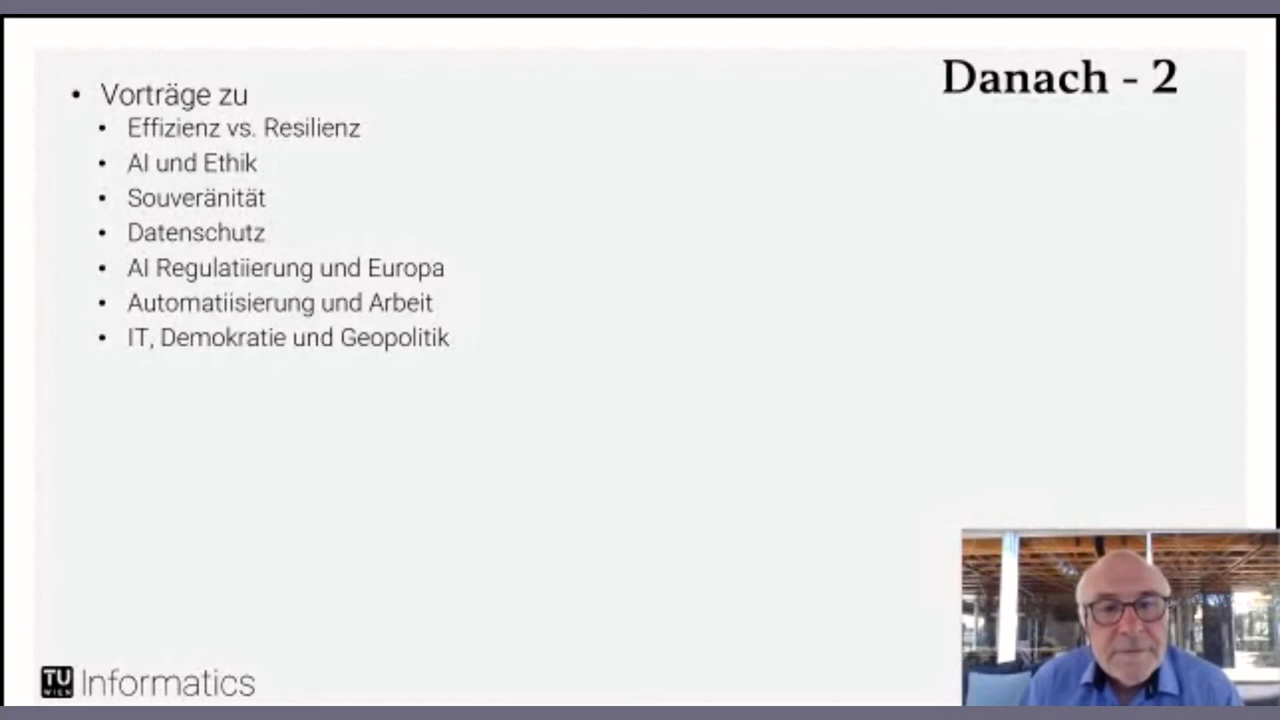 Danach - 2
• Vorträge zu
• Effizienz vs. Resilienz
• AI und Ethik
• Souveränität
• Datenschutz
• AI Regulatiierung und Europa
• Automatiisierung und Arbeit
• IT, Demokratie und Geopolitik
TU WIEN Informatics